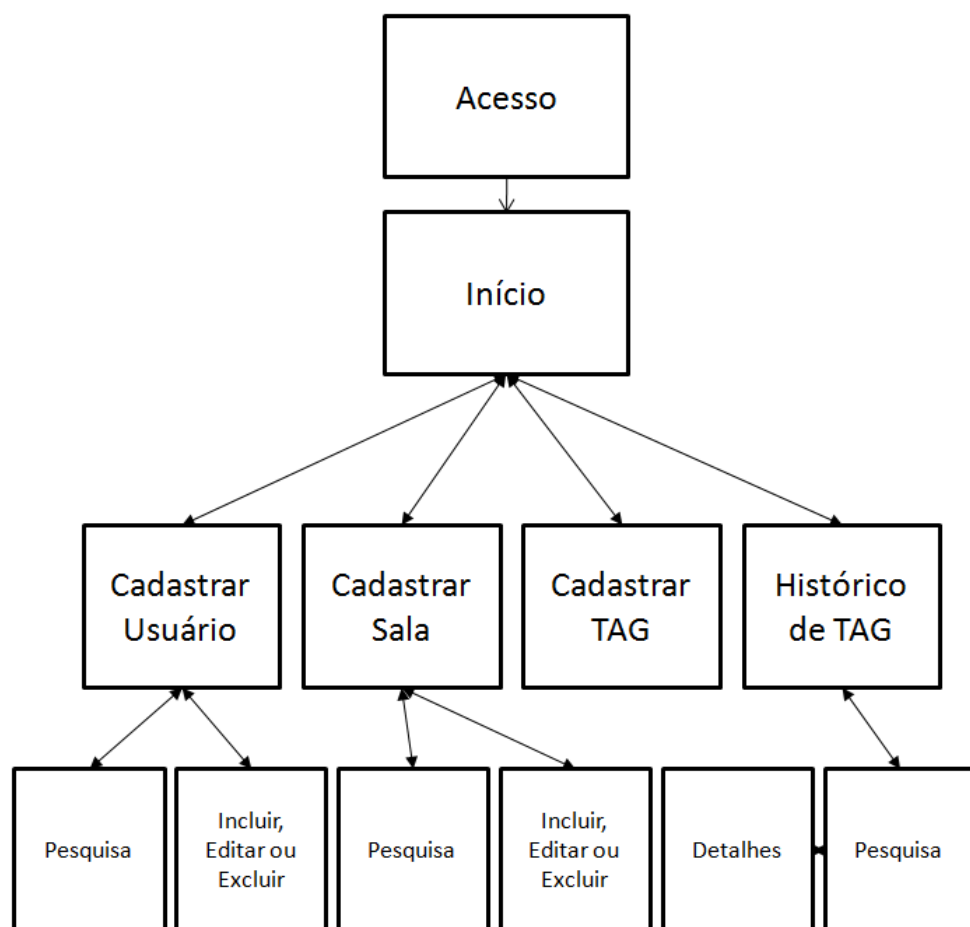 Acesso
Início
Cadastrar
Usuário
Cadastrar
Sala
Cadastrar
TAG
Histórico
de TAG
Pesquisa
Incluir,
Editar ou
Excluir
Pesquisa
Incluir,
Editar ou
Excluir
Detalhes
Pesquisa